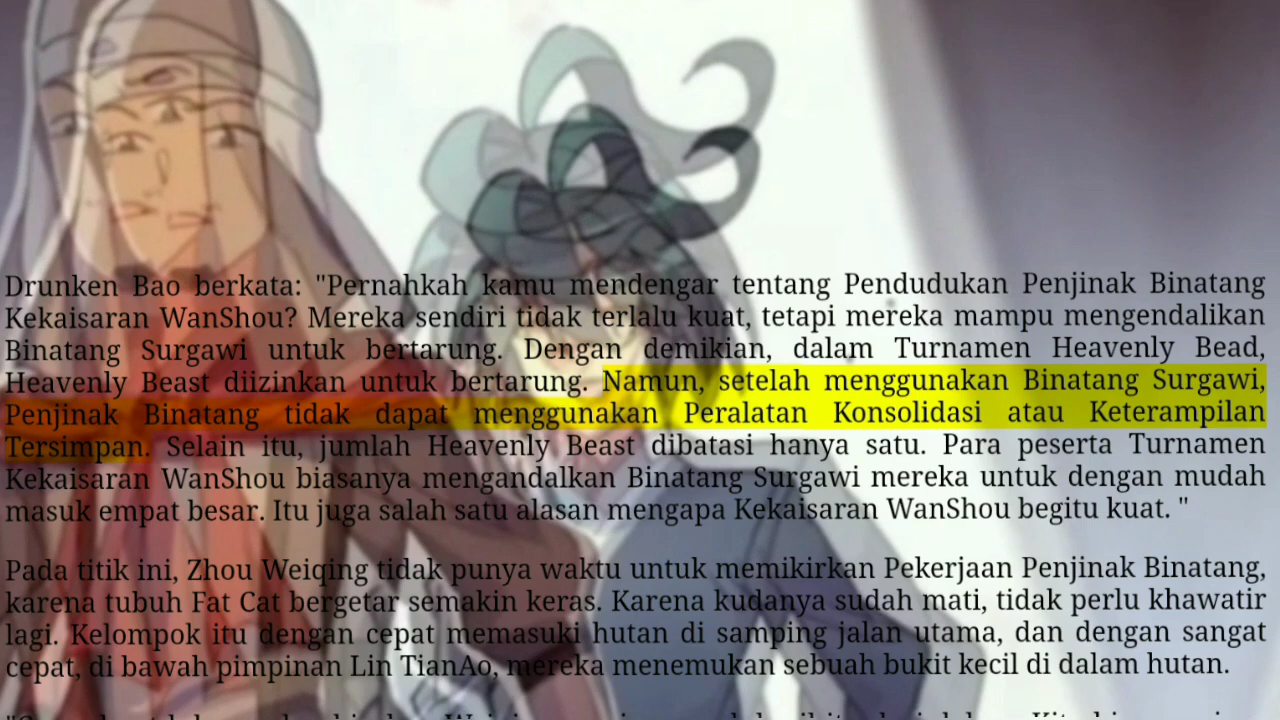 Drunken Bao berkata: "Pernahkah kamu mendengar tentang Pendudukan Penjinak Binatang
Kekaisaran WanShou? Mereka sendiri tidak terlalu kuat, tetapi mereka mampu mengendalikan
Binatang Surgawi untuk bertarung. Dengan demikian, dalam Turnamen Heavenly Bead,
Heavenly Beast diizinkan untuk bertarung. Namun, setelah menggunakan Binatang Surgawi,
Penjinak Binatang tidak dapat menggunakan Peralatan Konsolidasi atau Keterampilan
Tersimpan. Selain itu, jumlah Heavenly Beast dibatasi hanya satu. Para peserta Turnamen
Kekaisaran WanShou biasanya mengandalkan Binatang Surgawi mereka untuk dengan mudah
masuk empat besar. Itu juga salah satu alasan mengapa Kekaisaran WanShou begitu kuat. "
Pada titik ini, Zhou Weiqing tidak punya waktu untuk memikirkan Pekerjaan Penjinak Binatang,
karena tubuh Fat Cat bergetar semakin keras. Karena kudanya sudah mati, tidak perlu khawatir
lagi. Kelompok itu dengan cepat memasuki hutan di samping jalan utama, dan dengan sangat
cepat, di bawah pimpinan Lin TianAo, mereka menemukan sebuah bukit kecil di dalam hutan.